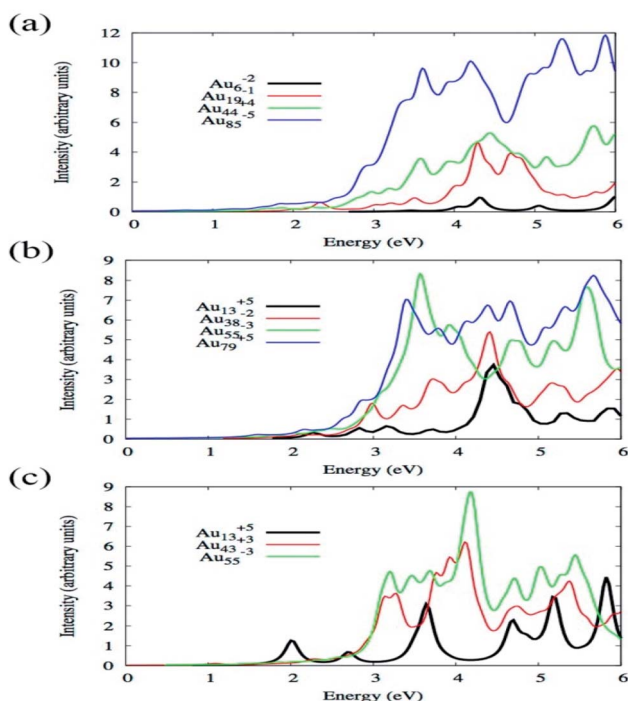 (a)
12
10
8
6
4
2
0
Intensity (arbitrary units)
Au6 -2
Au19 -1
Au44 +4
Au85 -5
0 1 2 3 4 5 6
Energy (eV)
(b)
9
8
7
6
5
4
3
2
1
0
Intensity (arbitrary units)
Au13 +5
Au38 -2
Au55 -3
Au79 +5
0 1 2 3 4 5 6
Energy (eV)
(c)
9
8
7
6
5
4
3
2
1
0
Intensity (arbitrary units)
Au13 +5
Au43 +3
Au55 -3
0 1 2 3 4 5 6
Energy (eV)